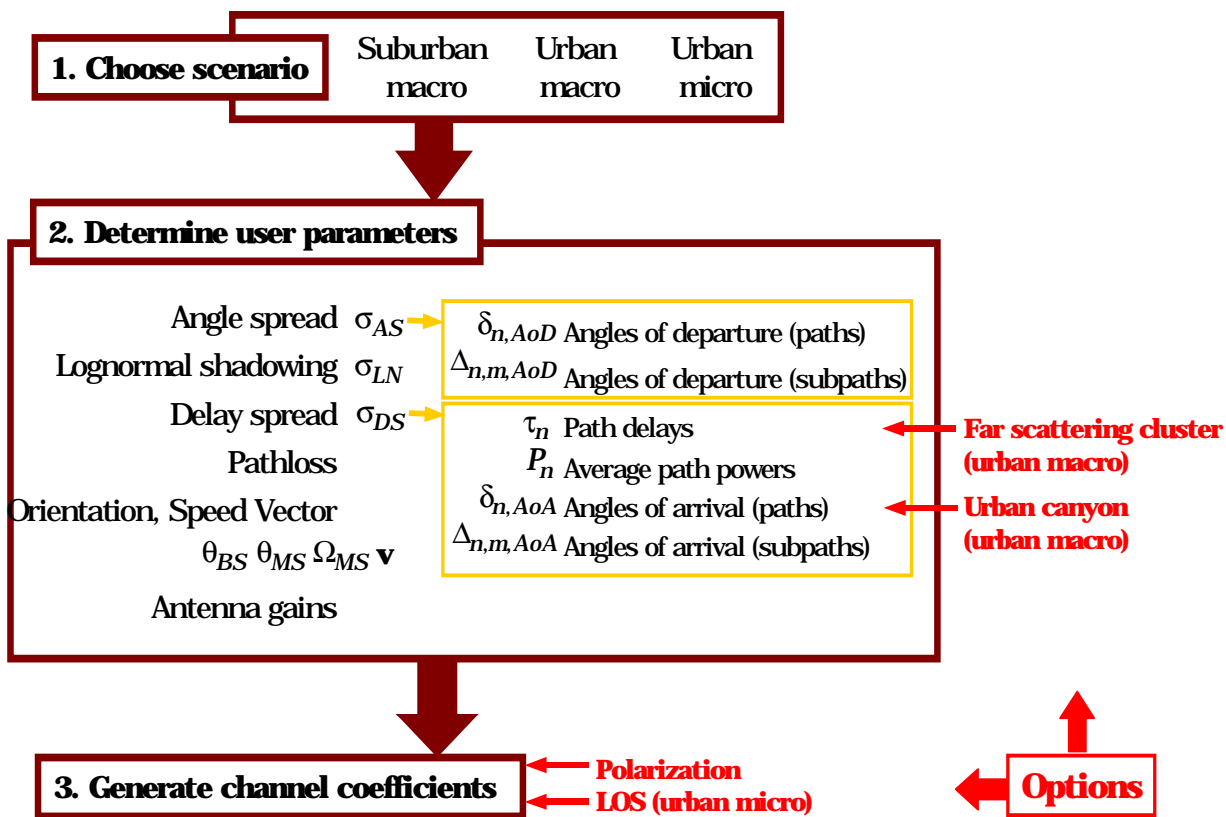 1. Choose scenario
Suburban macro
Urban macro
Urban micro
2. Determine user parameters
Angle spread σAS
Lognormal shadowing σLN
Delay spread σDS
Pathloss
Orientation, Speed Vector
θBS θMS ΩMS v
Antenna gains
δn,AoD Angles of departure (paths)
Δn,m,AoD Angles of departure (subpaths)
τn Path delays
Pn Average path powers
δn,AoA Angles of arrival (paths)
Δn,m,AoA Angles of arrival (subpaths)
Far scattering cluster
(urban macro)
Urban canyon
(urban macro)
3. Generate channel coefficients
Polarization
LOS (urban micro)
Options